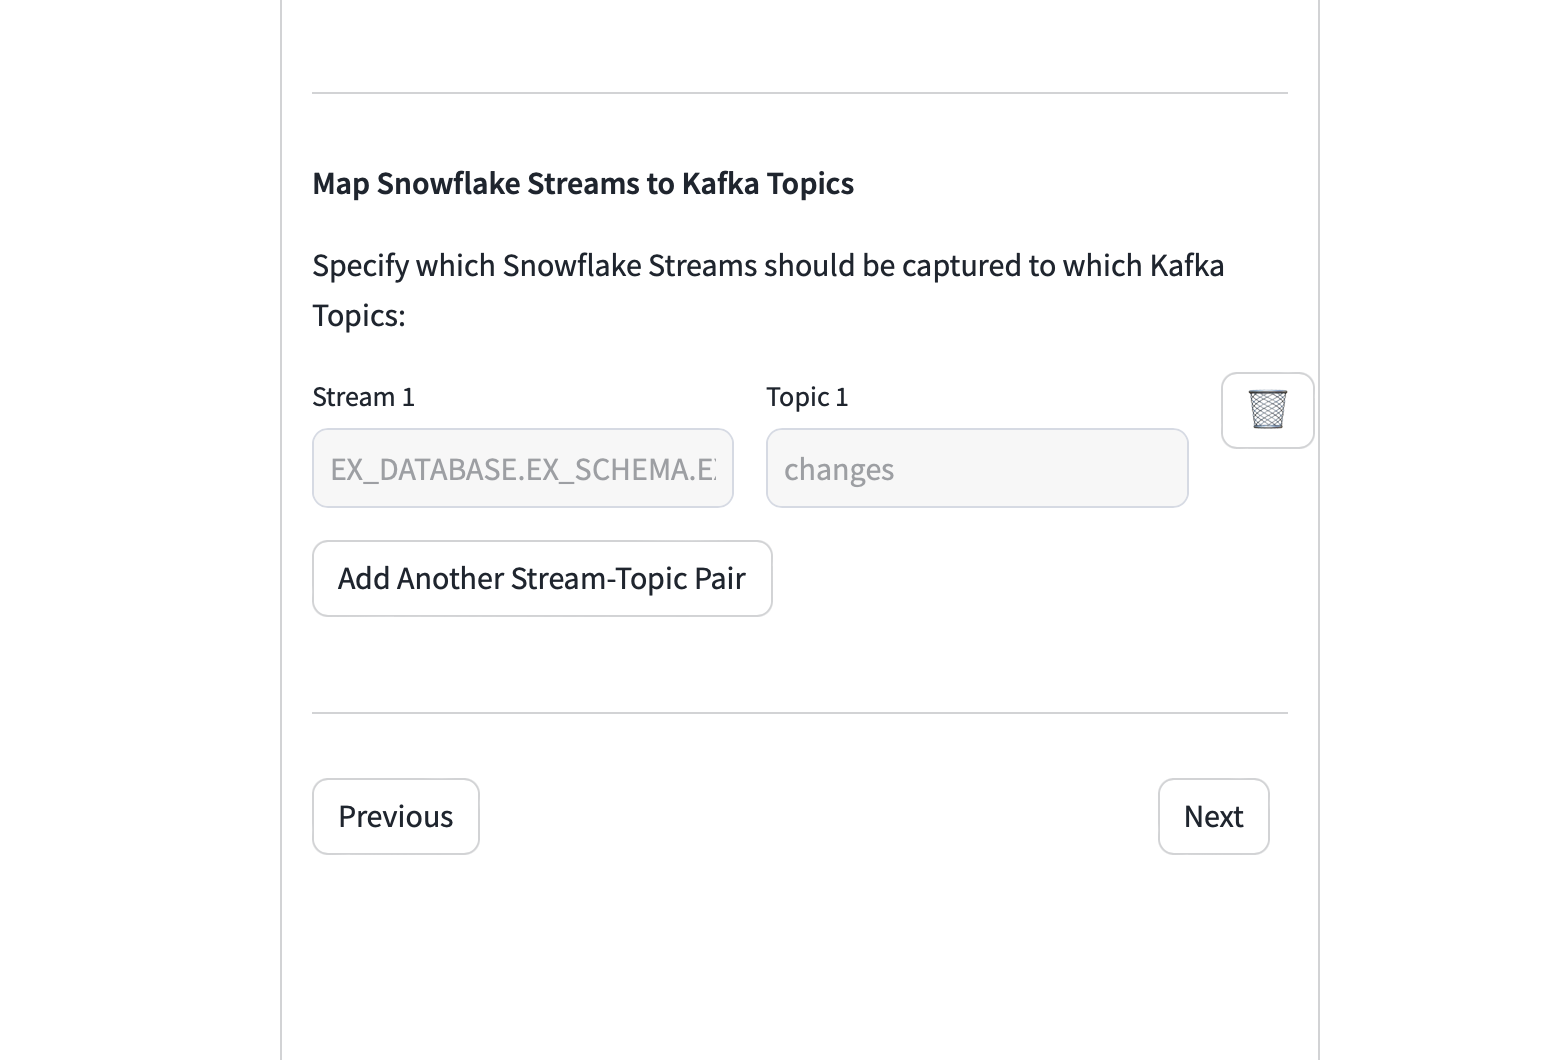 Map Snowflake Streams to Kafka Topics
Specify which Snowflake Streams should be captured to which Kafka
Topics:
Stream 1
Topic 1
EX_DATABASE.EX_SCHEMA.EX
changes
Add Another Stream-Topic Pair
Previous
Next